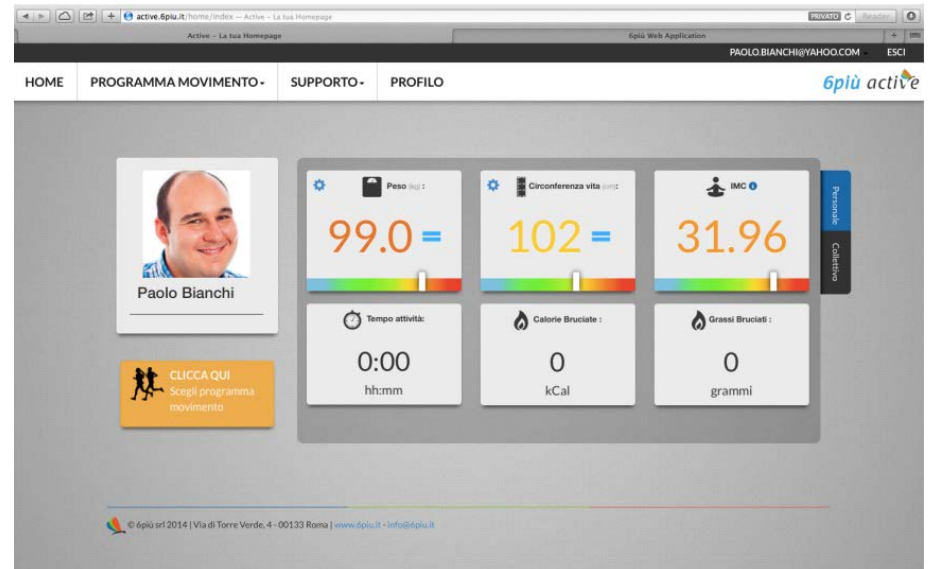 active.6piu.it/home/index — Active - La tua Homepage
PRIVATO
Reader
Active - La tua Homepage
6più Web Application
PAOLO.BIANCHI@YAHOO.COM
ESCI
HOME
PROGRAMMA MOVIMENTO
SUPPORTO
PROFILO
6più active
Paolo Bianchi
CLICCA QUI
Scegli programma
movimento
Peso (kg) :
99.0 =
Circonferenza vita (cm):
102 =
IMC
31.96
Personale
Collettivo
Tempo attività:
0:00
hh:mm
Calorie Bruciate :
0
kCal
Grassi Bruciati :
0
grammi
© 6più srl 2014 | Via di Torre Verde, 4 - 00133 Roma | www.6piu.it - info@6piu.it